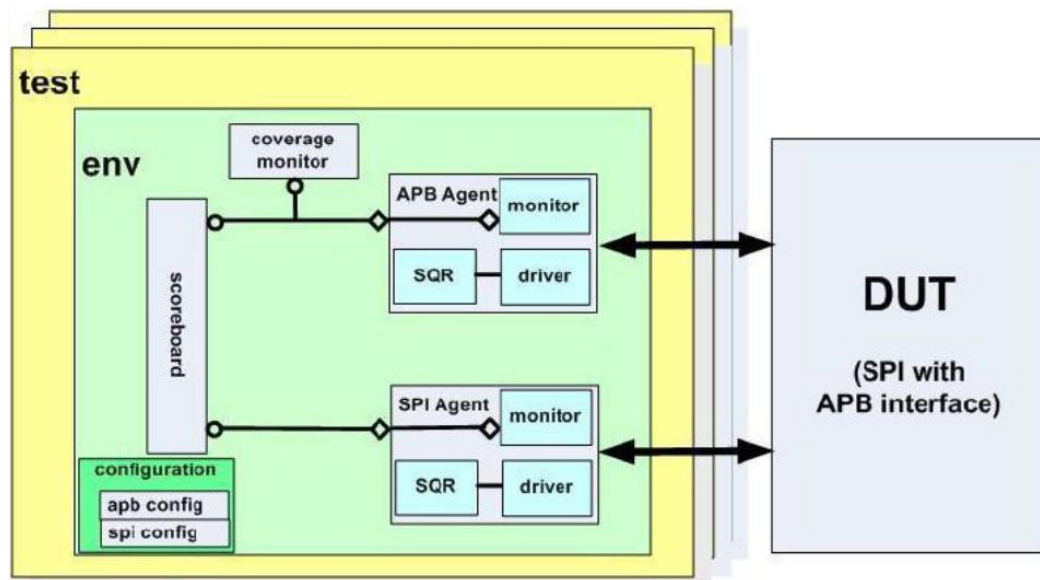 test
env
coverage
monitor
scoreboard
APB Agent
monitor
SQR
driver
SPI Agent
monitor
SQR
driver
configuration
apb config
spi config
DUT
(SPI with
APB interface)